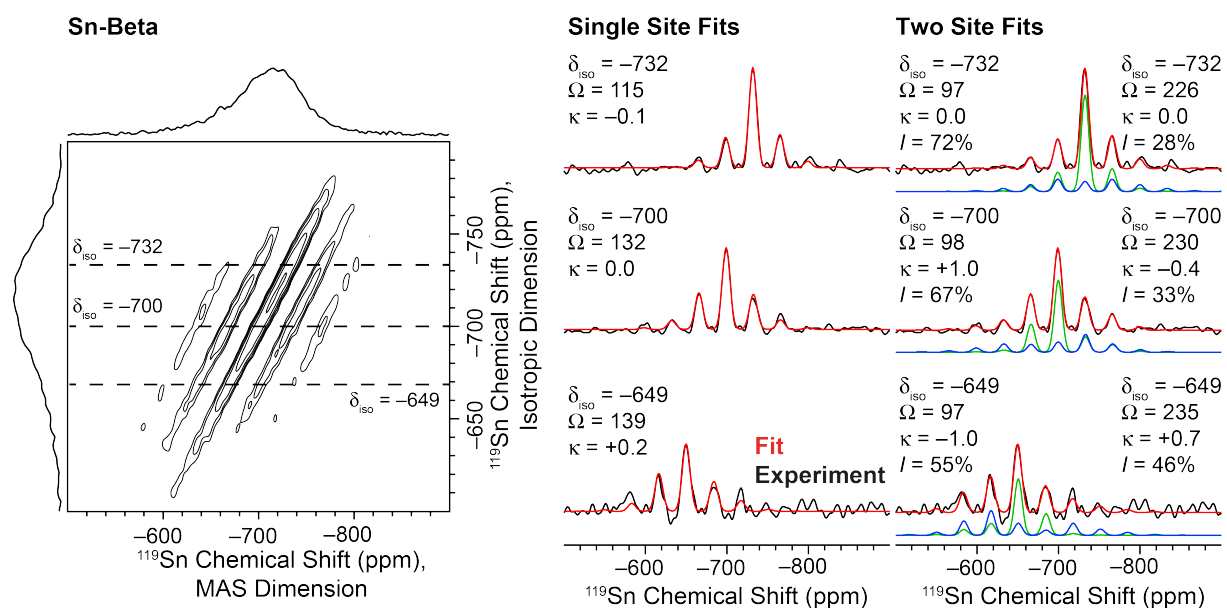 Sn-Beta
δiso = –732
δiso = –700
δiso = –649
–750
–700
–650
¹¹⁹Sn Chemical Shift (ppm),
Isotropic Dimension
–600
–700
–800
¹¹⁹Sn Chemical Shift (ppm),
MAS Dimension
Single Site Fits
δiso = –732
Ω = 115
κ = –0.1
δiso = –700
Ω = 132
κ = 0.0
δiso = –649
Ω = 139
κ = +0.2
Fit
Experiment
–600
–700
–800
¹¹⁹Sn Chemical Shift (ppm)
Two Site Fits
δiso = –732
Ω = 97
κ = 0.0
I = 72%
δiso = –732
Ω = 226
κ = 0.0
I = 28%
δiso = –700
Ω = 98
κ = +1.0
I = 67%
δiso = –700
Ω = 230
κ = –0.4
I = 33%
δiso = –649
Ω = 97
κ = –1.0
I = 55%
δiso = –649
Ω = 235
κ = +0.7
I = 46%
–600
–700
–800
¹¹⁹Sn Chemical Shift (ppm)